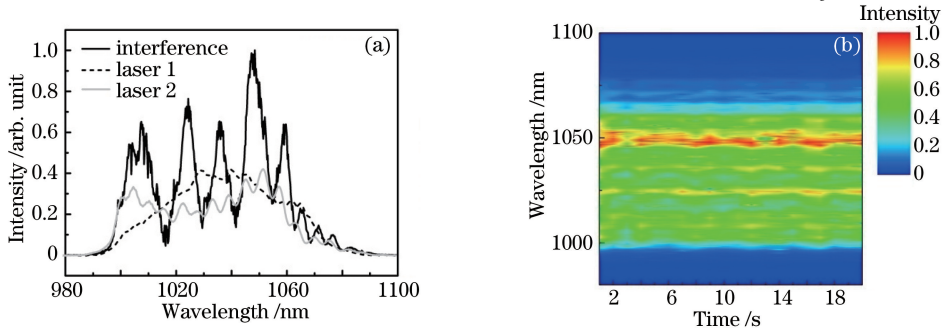 (a)
interference
laser 1
laser 2
Intensity /arb. unit
1.0
0.8
0.6
0.4
0.2
0
980
1020
1060
1100
Wavelength /nm
(b)
Wavelength /nm
1100
1050
1000
2
6
10
14
18
Time /s
Intensity
1.0
0.8
0.6
0.4
0.2
0